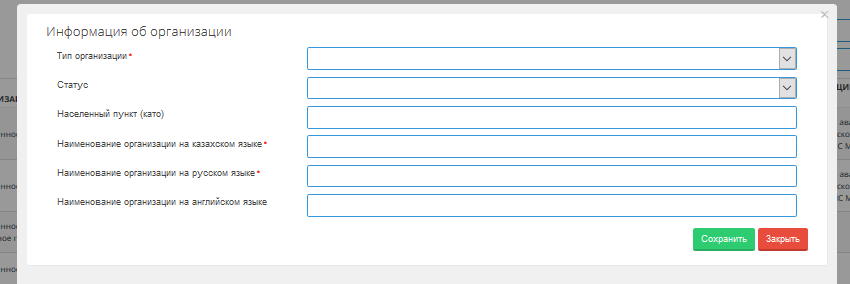 Информация об организации
Тип организации*
Статус
Населенный пункт (като)
Наименование организации на казахском языке*
Наименование организации на русском языке*
Наименование организации на английском языке
Сохранить Закрыть